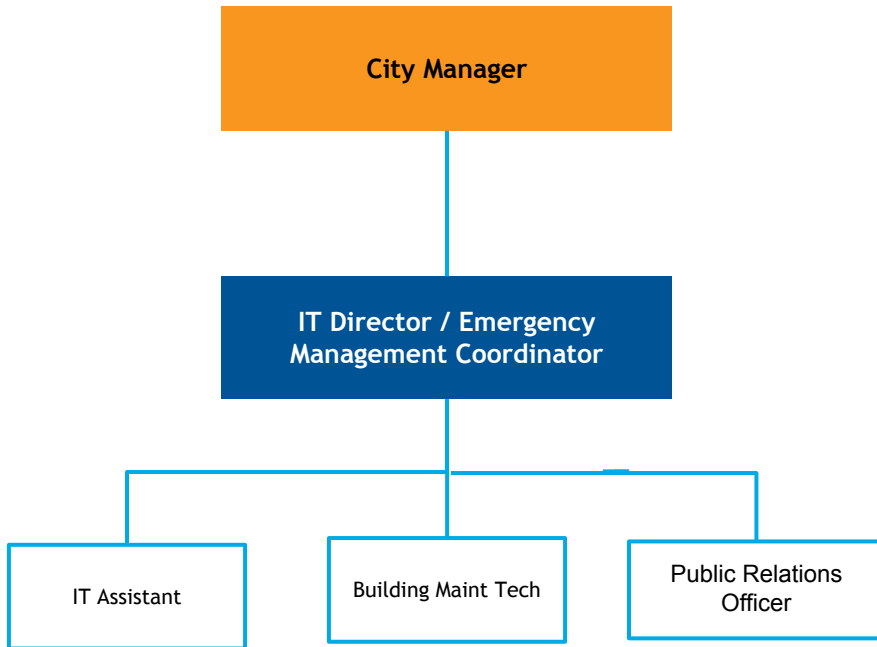 City Manager
IT Director / Emergency
Management Coordinator
IT Assistant
Building Maint Tech
Public Relations
Officer